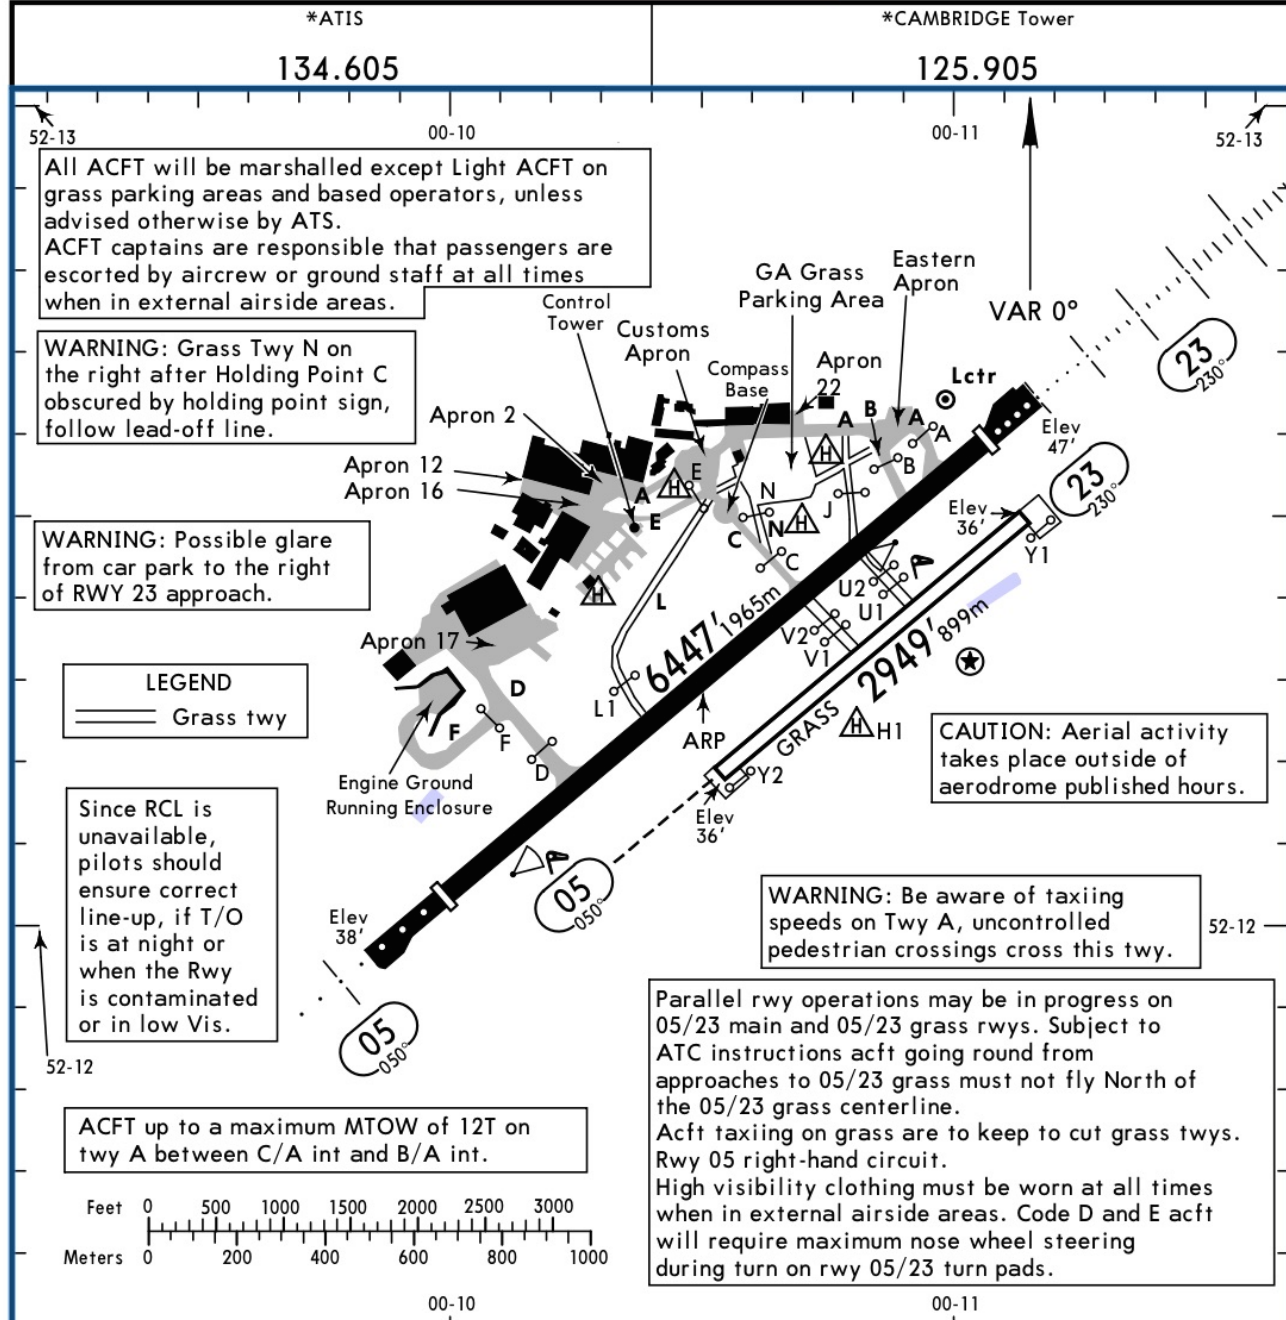 *ATIS
134.605
*CAMBRIDGE Tower
125.905
52-13
00-10
00-11
52-13
All ACFT will be marshalled except Light ACFT on
grass parking areas and based operators, unless
advised otherwise by ATS.
ACFT captains are responsible that passengers are
escorted by aircrew or ground staff at all times
when in external airside areas.
WARNING: Grass Twy N on
the right after Holding Point C
obscured by holding point sign,
follow lead-off line.
WARNING: Possible glare
from car park to the right
of RWY 23 approach.
LEGEND
Grass twy
Since RCL is
unavailable,
pilots should
ensure correct
line-up, if T/O
is at night or
when the Rwy
is contaminated
or in low Vis.
Control
Tower
Customs
Apron
GA Grass
Parking Area
Eastern
Apron
VAR 0°
Compass
Base
Apron
22
Lctr
Apron 2
Apron 12
Apron 16
Apron 17
A
B
A
A
B
H
E
H
A
E
N
J
H
N
C
C
H
L
U2
U1
A
V2
V1
L1
D
F
F
D
Engine Ground
Running Enclosure
Elev
47'
23
230°
Elev
36'
23
230°
Y1
6447' 1965m
2949' 899m
GRASS
ARP
H
H1
Y2
Elev
36'
A
05
050°
Elev
38'
05
050°
CAUTION: Aerial activity
takes place outside of
aerodrome published hours.
WARNING: Be aware of taxiing
speeds on Twy A, uncontrolled
pedestrian crossings cross this twy.
52-12
52-12
Parallel rwy operations may be in progress on
05/23 main and 05/23 grass rwys. Subject to
ATC instructions acft going round from
approaches to 05/23 grass must not fly North of
the 05/23 grass centerline.
Acft taxiing on grass are to keep to cut grass twys.
Rwy 05 right-hand circuit.
High visibility clothing must be worn at all times
when in external airside areas. Code D and E acft
will require maximum nose wheel steering
during turn on rwy 05/23 turn pads.
ACFT up to a maximum MTOW of 12T on
twy A between C/A int and B/A int.
Feet 0 500 1000 1500 2000 2500 3000
Meters 0 200 400 600 800 1000
00-10
00-11